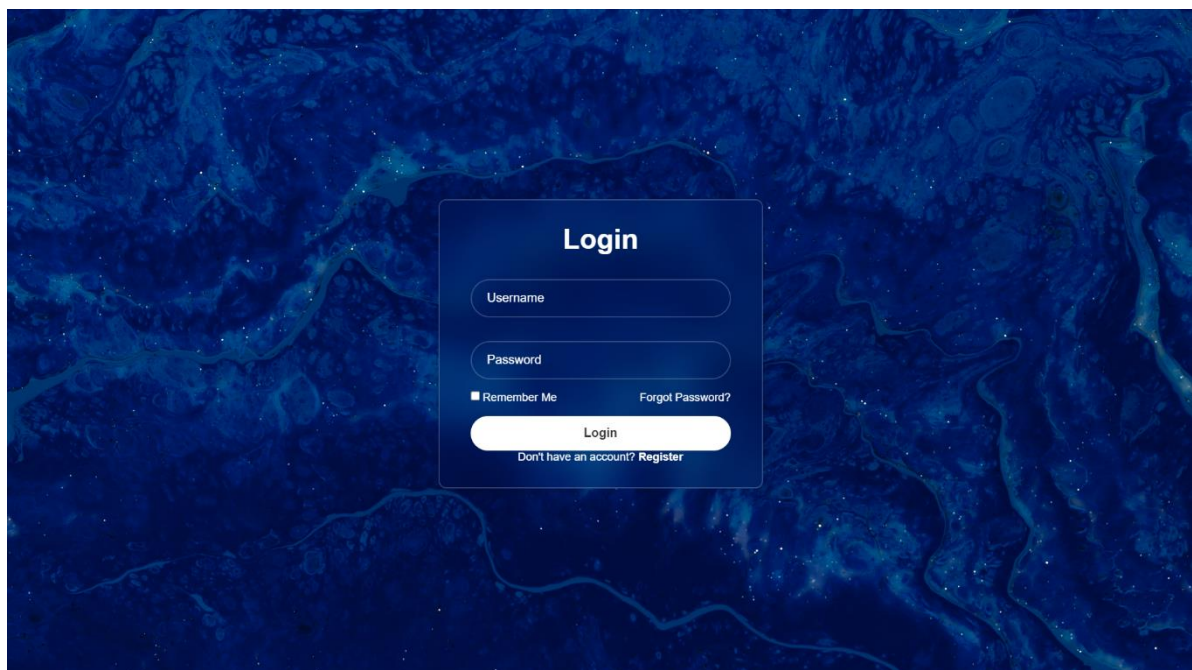 Login
Username
Password
Remember Me Forgot Password?
Login
Don't have an account? Register